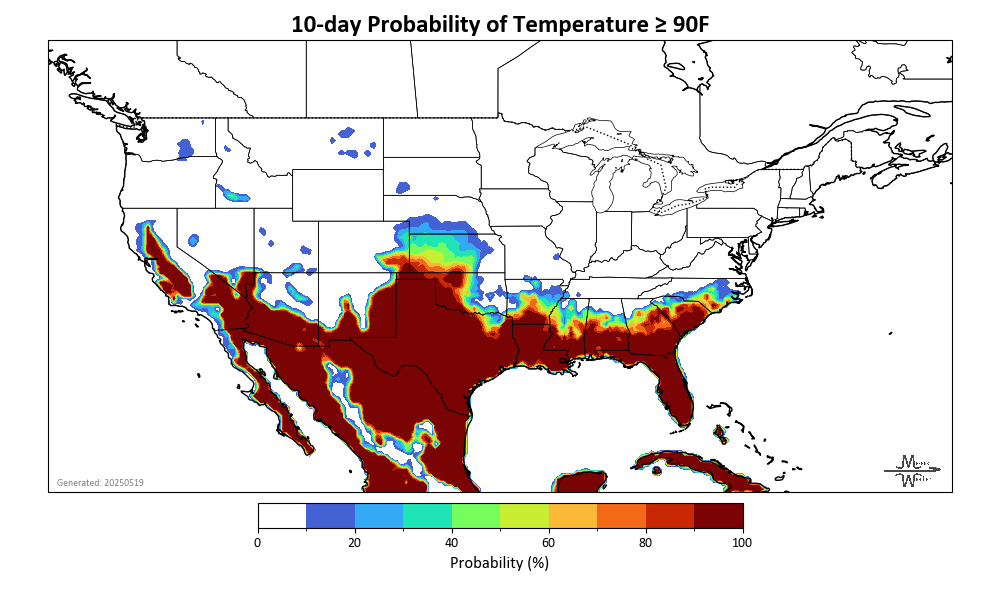 10-day Probability of Temperature ≥ 90F
Generated: 20250519
0 20 40 60 80 100
Probability (%)